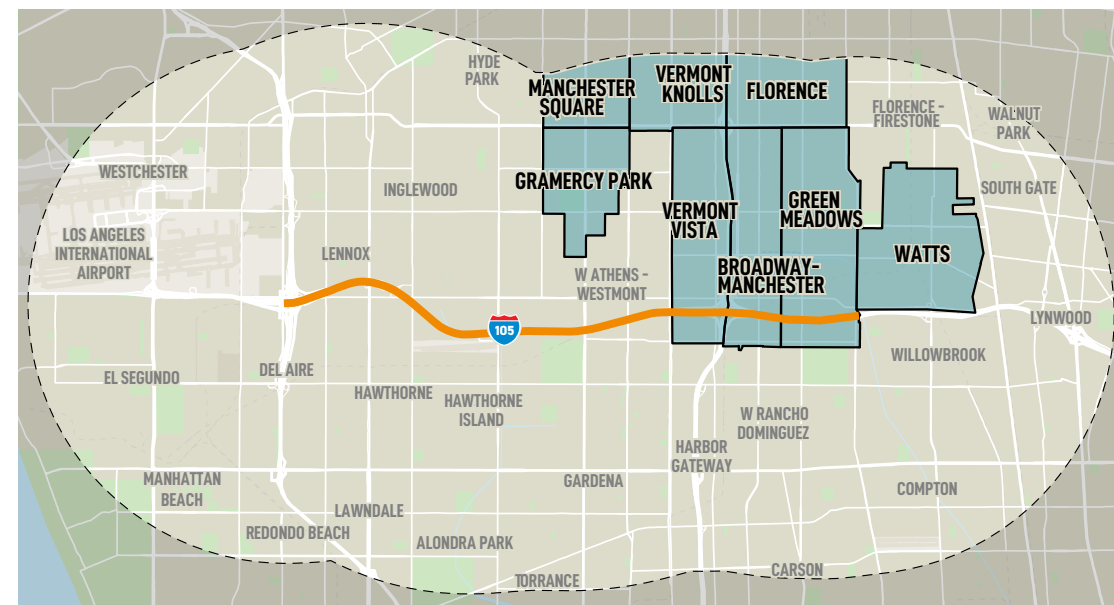 HYDE
PARK
MANCHESTER
SQUARE
VERMONT
KNOLLS
FLORENCE
FLORENCE -
FIRESTONE
WALNUT
PARK
WESTCHESTER
INGLEWOOD
GRAMERCY PARK
SOUTH GATE
GREEN
MEADOWS
VERMONT
VISTA
LOS ANGELES
INTERNATIONAL
AIRPORT
LENNOX
WATTS
W ATHENS -
WESTMONT
BROADWAY-
MANCHESTER
105
LYNWOOD
WILLOWBROOK
EL SEGUNDO
DEL AIRE
HAWTHORNE
HAWTHORNE
ISLAND
W RANCHO
DOMINGUEZ
HARBOR
GATEWAY
MANHATTAN
BEACH
GARDENA
COMPTON
LAWNDALE
REDONDO BEACH
ALONDRA PARK
TORRANCE
CARSON